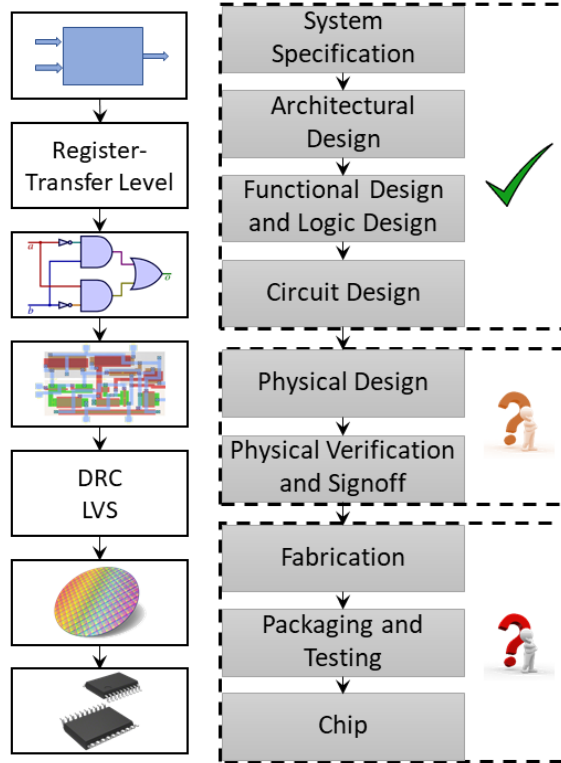 Register-
Transfer Level
a
b
o
DRC
LVS
System
Specification
Architectural
Design
Functional Design
and Logic Design
Circuit Design
Physical Design
Physical Verification
and Signoff
Fabrication
Packaging and
Testing
Chip